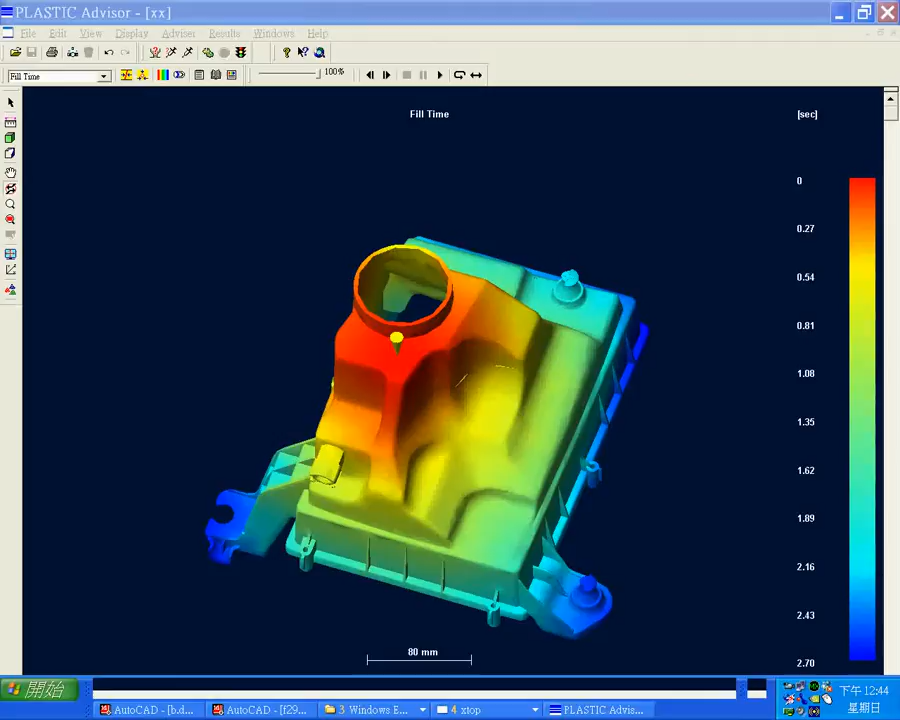 PLASTIC Advisor - [xx]
File Edit View Display Adviser Results Windows Help
Fill Time
100%
Fill Time
[sec]
0
0.27
0.54
0.81
1.08
1.35
1.62
1.89
2.16
2.43
2.70
80 mm
開始
AutoCAD - [b.d...
AutoCAD - [f29...
3 Windows E...
4 xtop
PLASTIC Advis...
下午 12:44
星期日